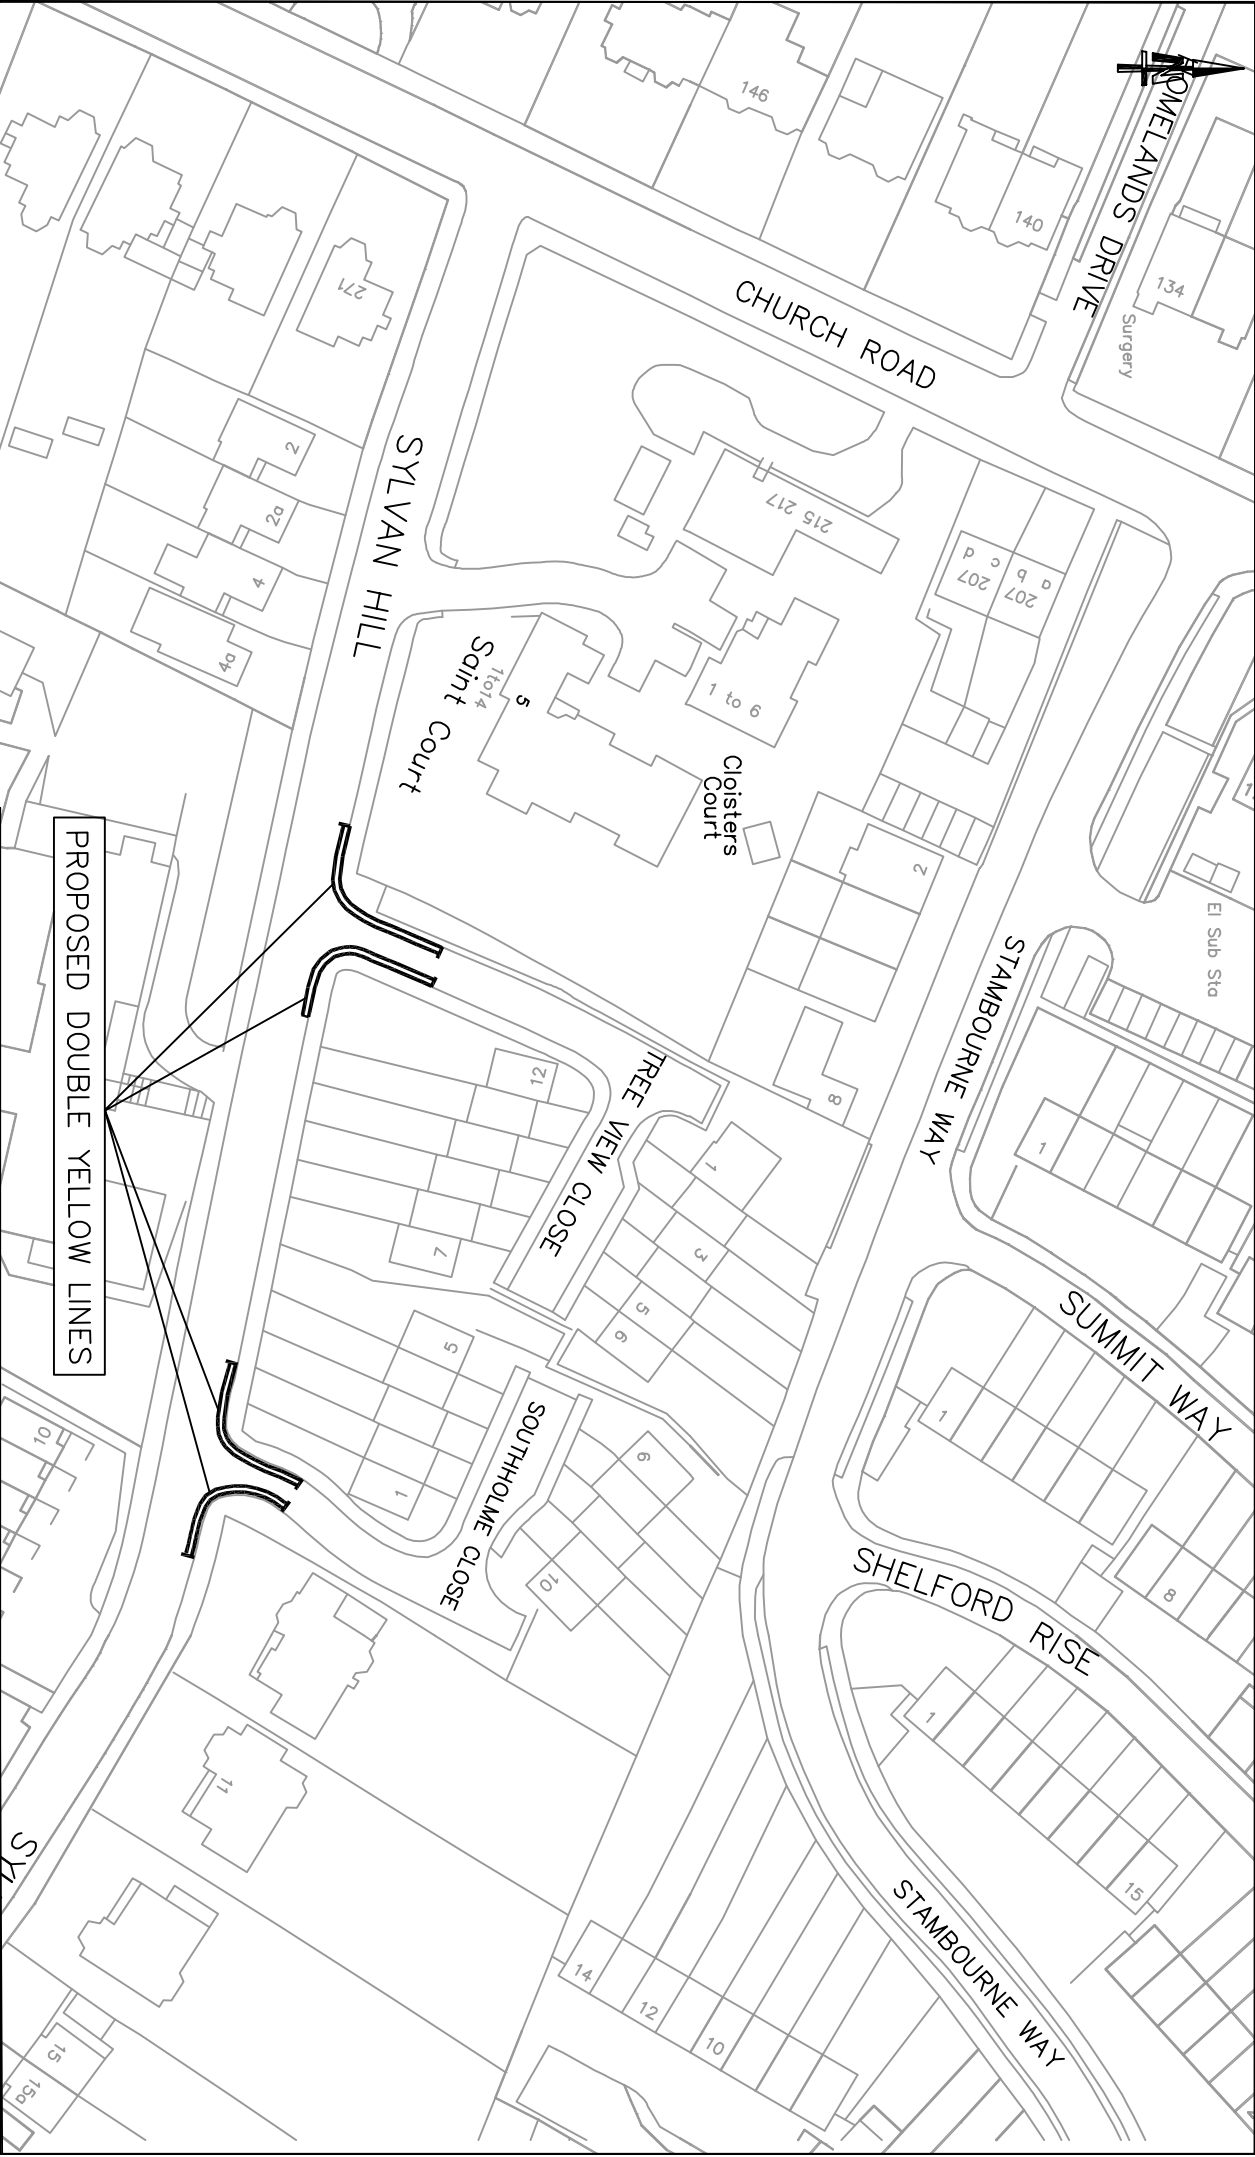 N
HOMELANDS DRIVE
146
140
134
Surgery
CHURCH ROAD
271
2
2a
4
4a
SYLVAN HILL
215 217
207
a b
207
c d
1 to 6
Saint Court
1to14
5
Cloisters
Court
2
8
El Sub Sta
STAMBOURNE WAY
1
SUMMIT WAY
TREE VIEW CLOSE
12
7
1
3
5
6
PROPOSED DOUBLE YELLOW LINES
5
1
SOUTHHOLME CLOSE
9
10
10
1
SHELFORD RISE
8
1
15
STAMBOURNE WAY
11
14
12
10
15
15a
SYL